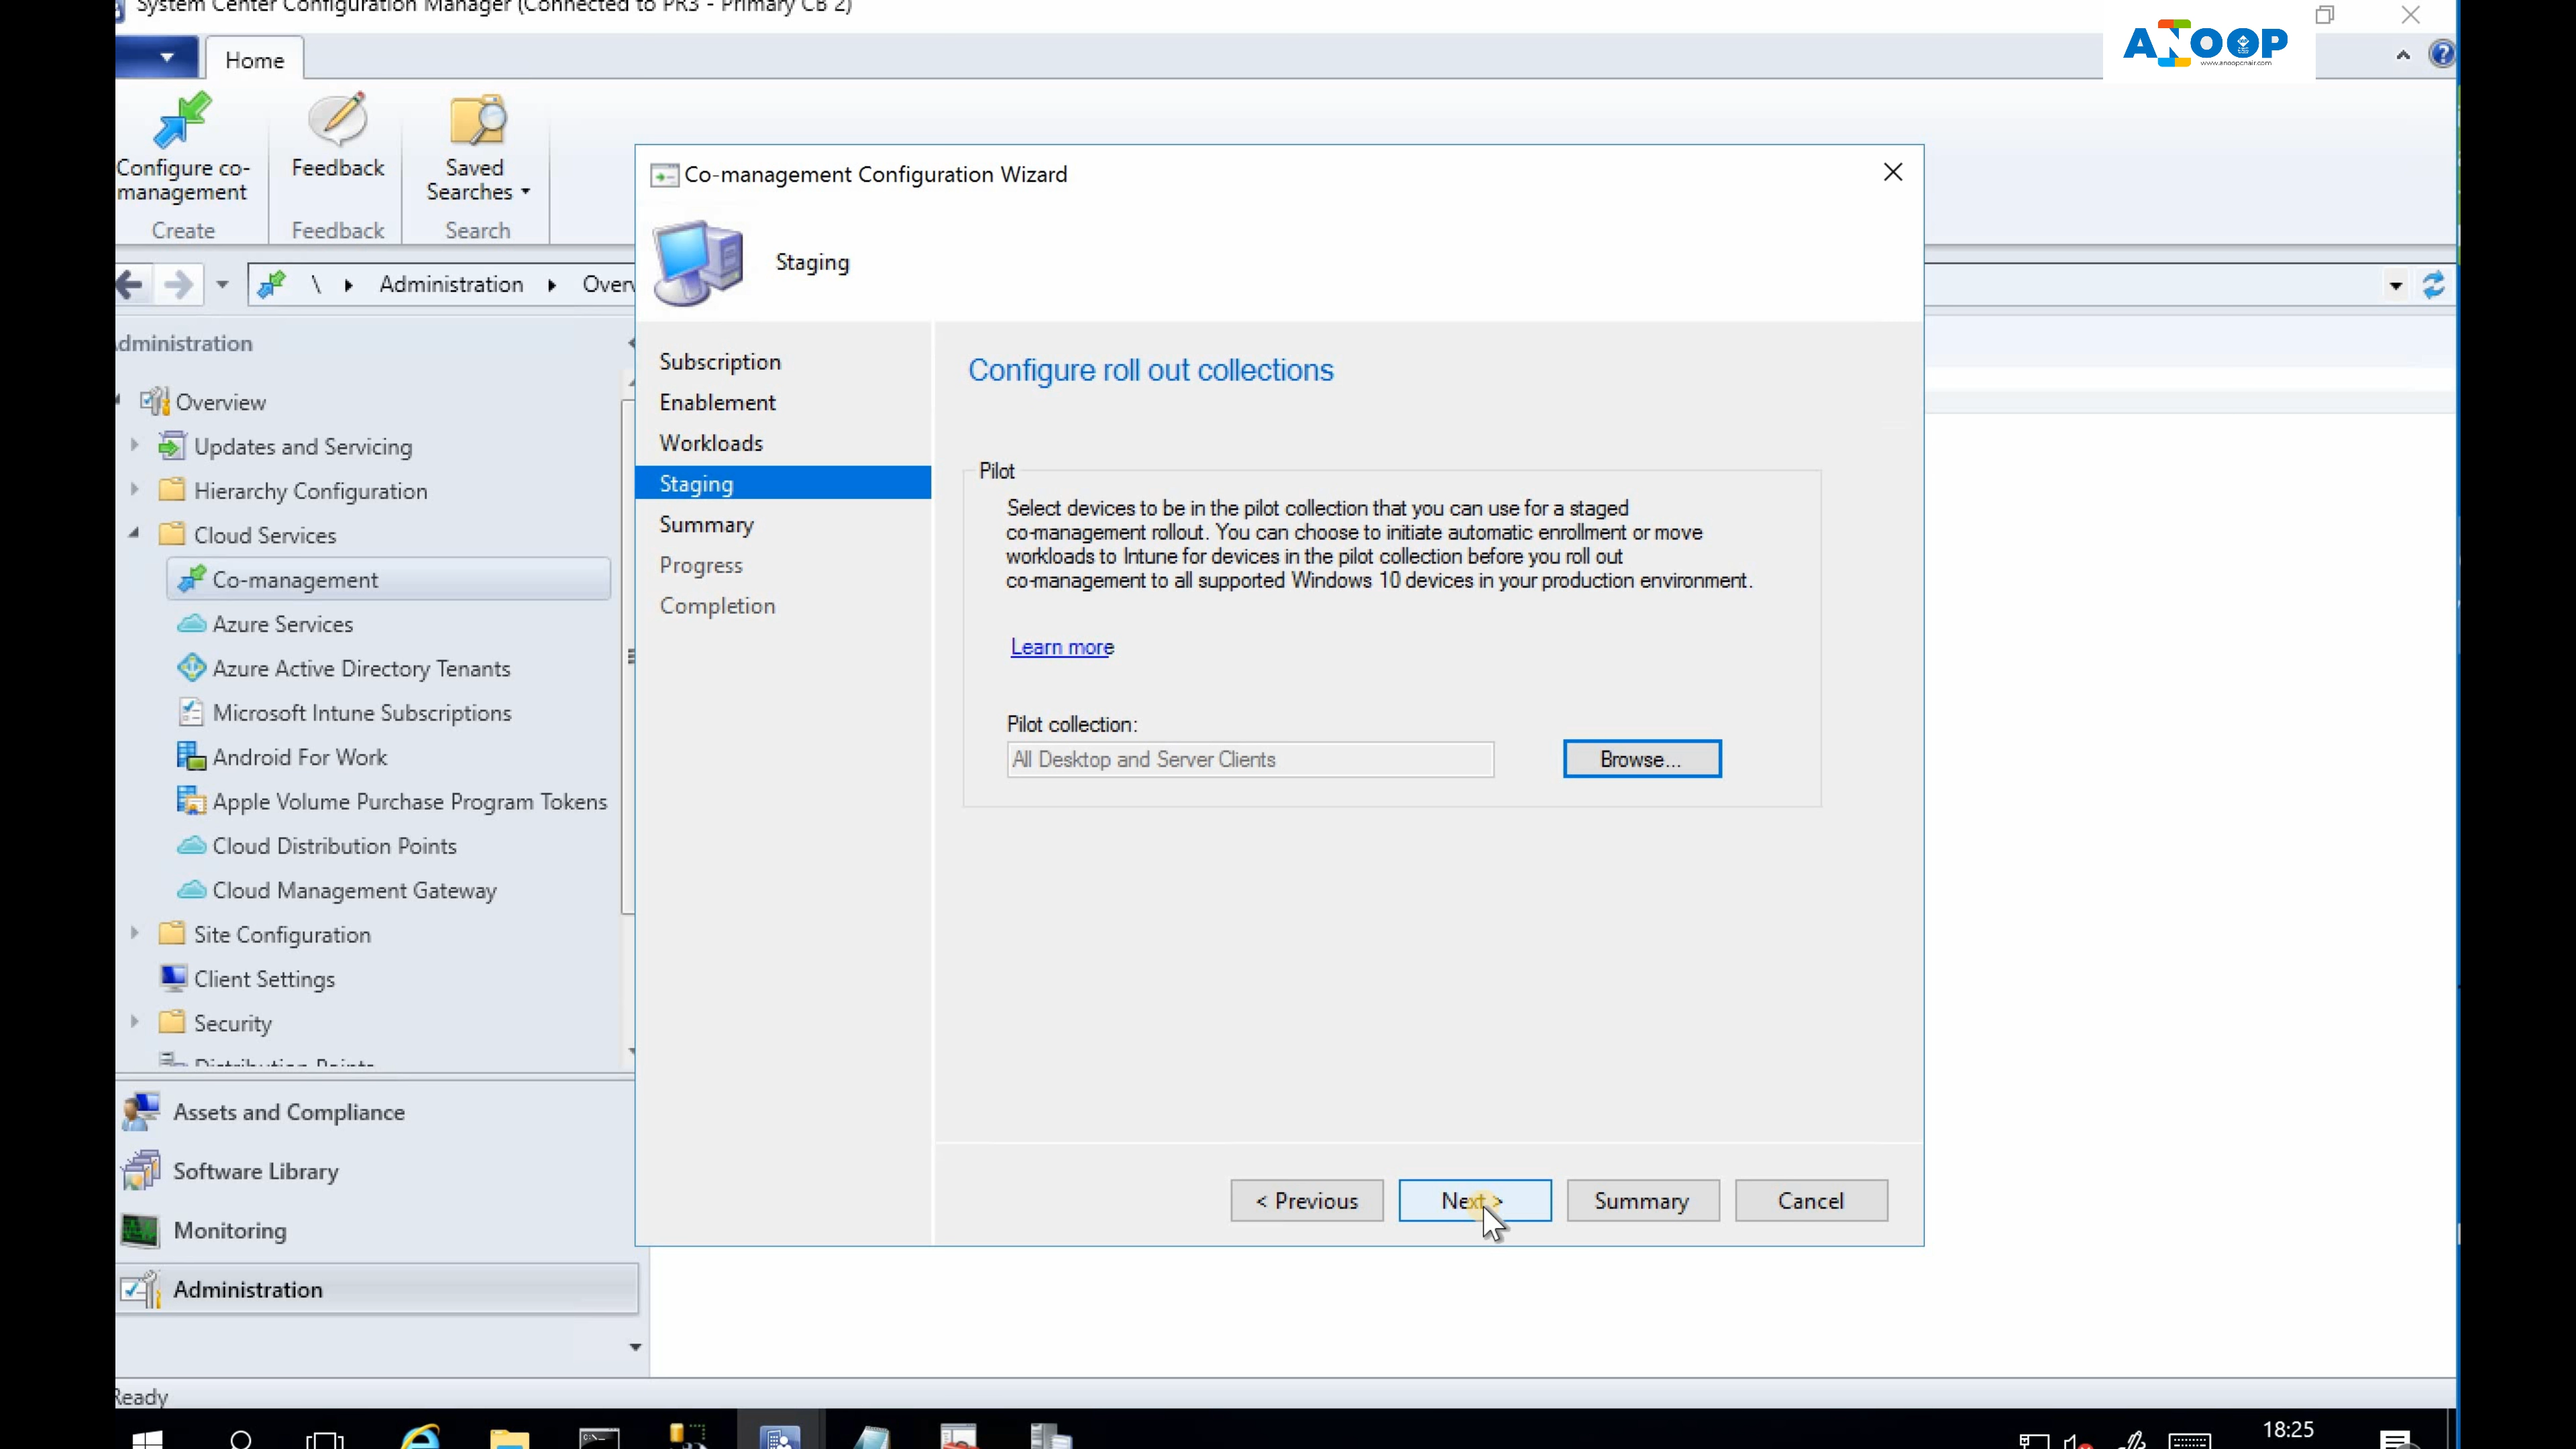 System Center Configuration Manager (Connected to PR3 - Primary CB 2)
ANOOP
www.anoopcnair.com
Home
Configure co-
management
Feedback
Saved
Searches
Create
Feedback
Search
\ Administration Overv
Administration
Overview
Updates and Servicing
Hierarchy Configuration
Cloud Services
Co-management
Azure Services
Azure Active Directory Tenants
Microsoft Intune Subscriptions
Android For Work
Apple Volume Purchase Program Tokens
Cloud Distribution Points
Cloud Management Gateway
Site Configuration
Client Settings
Security
Distribution Points
Assets and Compliance
Software Library
Monitoring
Administration
Ready
Co-management Configuration Wizard
Staging
Subscription
Enablement
Workloads
Staging
Summary
Progress
Completion
Configure roll out collections
Pilot
Select devices to be in the pilot collection that you can use for a staged
co-management rollout. You can choose to initiate automatic enrollment or move
workloads to Intune for devices in the pilot collection before you roll out
co-management to all supported Windows 10 devices in your production environment.
Learn more
Pilot collection:
All Desktop and Server Clients
Browse...
< Previous
Next >
Summary
Cancel
18:25